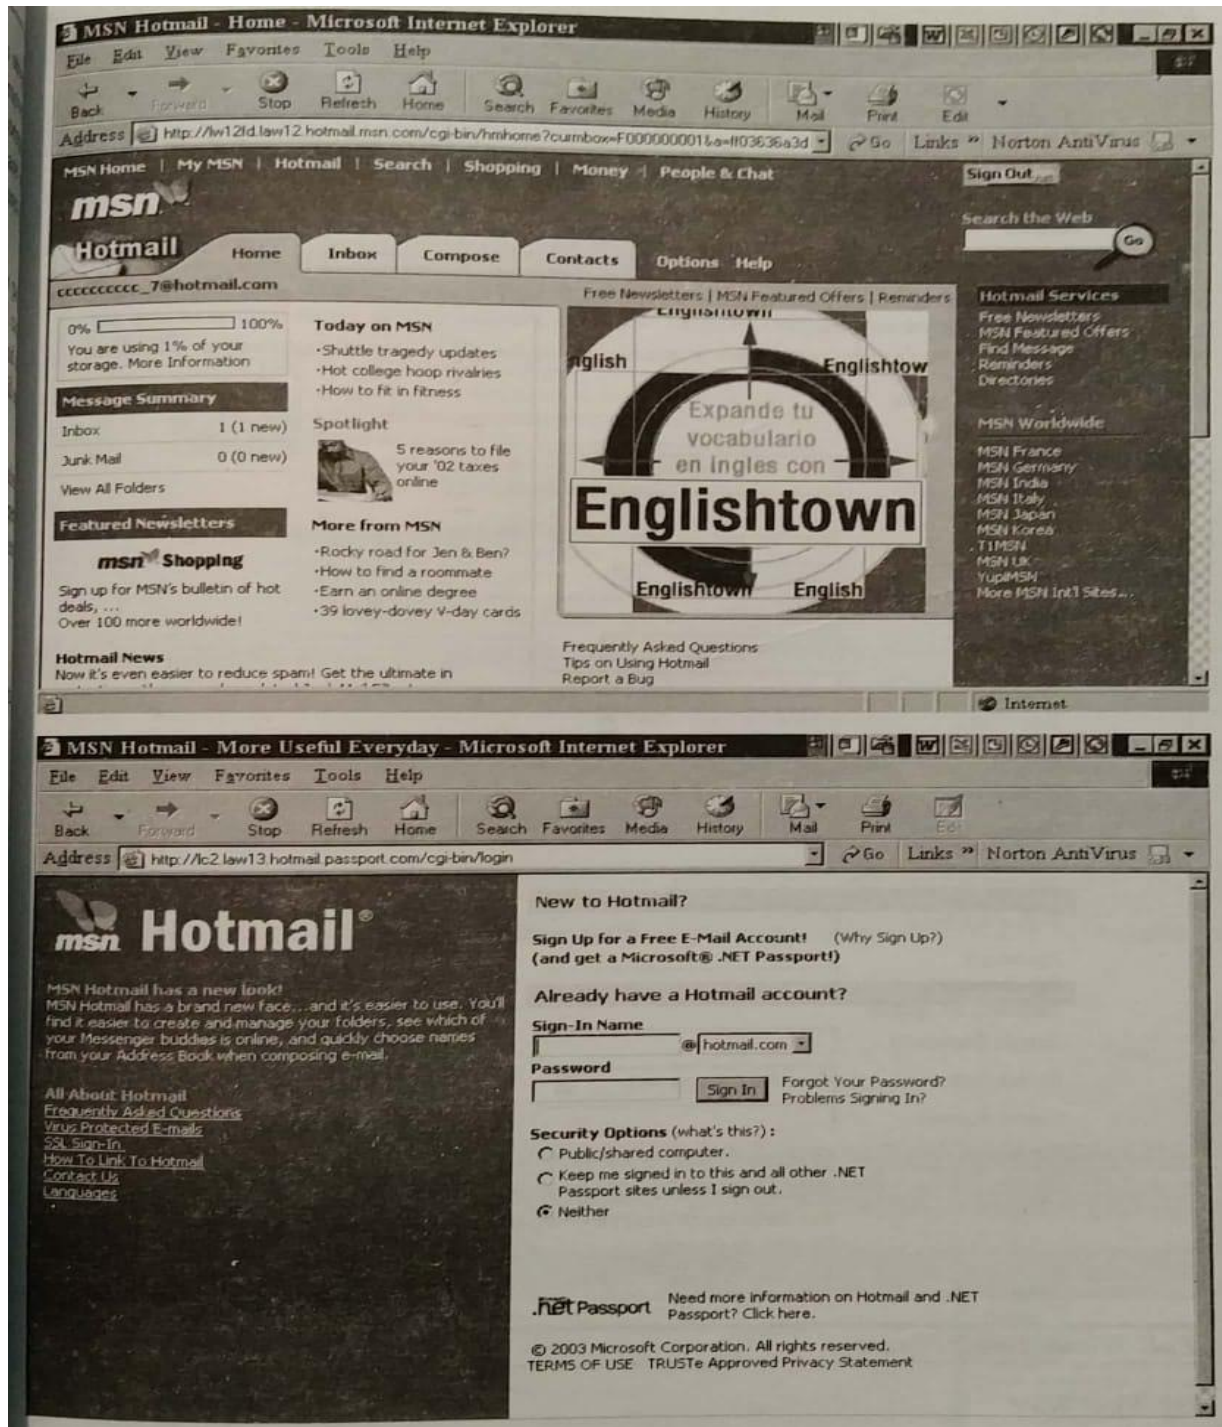 MSN Hotmail - Home - Microsoft Internet Explorer
File Edit View Favorites Tools Help
Back Forward Stop Refresh Home Search Favorites Media History Mail Print Edit
Address http://lw12fd.law12.hotmail.msn.com/cgi-bin/hmhome?curmbox=F000000001&a=ff03636a3d Go Links » Norton AntiVirus
MSN Home | My MSN | Hotmail | Search | Shopping | Money | People & Chat
Sign Out
msn
Search the Web
Go
Hotmail Home Inbox Compose Contacts Options Help
cccccccccc_7@hotmail.com
Free Newsletters | MSN Featured Offers | Reminders
0% 100%
You are using 1% of your
storage. More Information
Message Summary
Inbox 1 (1 new)
Junk Mail 0 (0 new)
View All Folders
Featured Newsletters
msn Shopping
Sign up for MSN's bulletin of hot
deals, ...
Over 100 more worldwide!
Hotmail News
Now it's even easier to reduce spam! Get the ultimate in
Today on MSN
·Shuttle tragedy updates
·Hot college hoop rivalries
·How to fit in fitness
Spotlight
5 reasons to file
your '02 taxes
online
More from MSN
·Rocky road for Jen & Ben?
·How to find a roommate
·Earn an online degree
·39 lovey-dovey V-day cards
Englishtown
nglish
Englishtow
Expande tu
vocabulario
en ingles con
Englishtown
Englishtown English
Frequently Asked Questions
Tips on Using Hotmail
Report a Bug
Hotmail Services
Free Newsletters
MSN Featured Offers
Find Message
Reminders
Directories
MSN Worldwide
MSN France
MSN Germany
MSN India
MSN Italy
MSN Japan
MSN Korea
T1MSN
MSN UK
YupiMSN
More MSN Int'l Sites...
Internet
MSN Hotmail - More Useful Everyday - Microsoft Internet Explorer
File Edit View Favorites Tools Help
Back Forward Stop Refresh Home Search Favorites Media History Mail Print Edit
Address http://lc2.law13.hotmail.passport.com/cgi-bin/login Go Links » Norton AntiVirus
msn Hotmail®
MSN Hotmail has a new look!
MSN Hotmail has a brand new face...and it's easier to use. You'll
find it easier to create and manage your folders, see which of
your Messenger buddies is online, and quickly choose names
from your Address Book when composing e-mail.
All About Hotmail
Frequently Asked Questions
Virus Protected E-mails
SSL Sign-In
How To Link To Hotmail
Contact Us
Languages
New to Hotmail?
Sign Up for a Free E-Mail Account! (Why Sign Up?)
(and get a Microsoft® .NET Passport!)
Already have a Hotmail account?
Sign-In Name
@ hotmail.com
Password
Sign In
Forgot Your Password?
Problems Signing In?
Security Options (what's this?) :
Public/shared computer.
Keep me signed in to this and all other .NET
Passport sites unless I sign out.
Neither
.net Passport
Need more information on Hotmail and .NET
Passport? Click here.
© 2003 Microsoft Corporation. All rights reserved.
TERMS OF USE TRUSTe Approved Privacy Statement